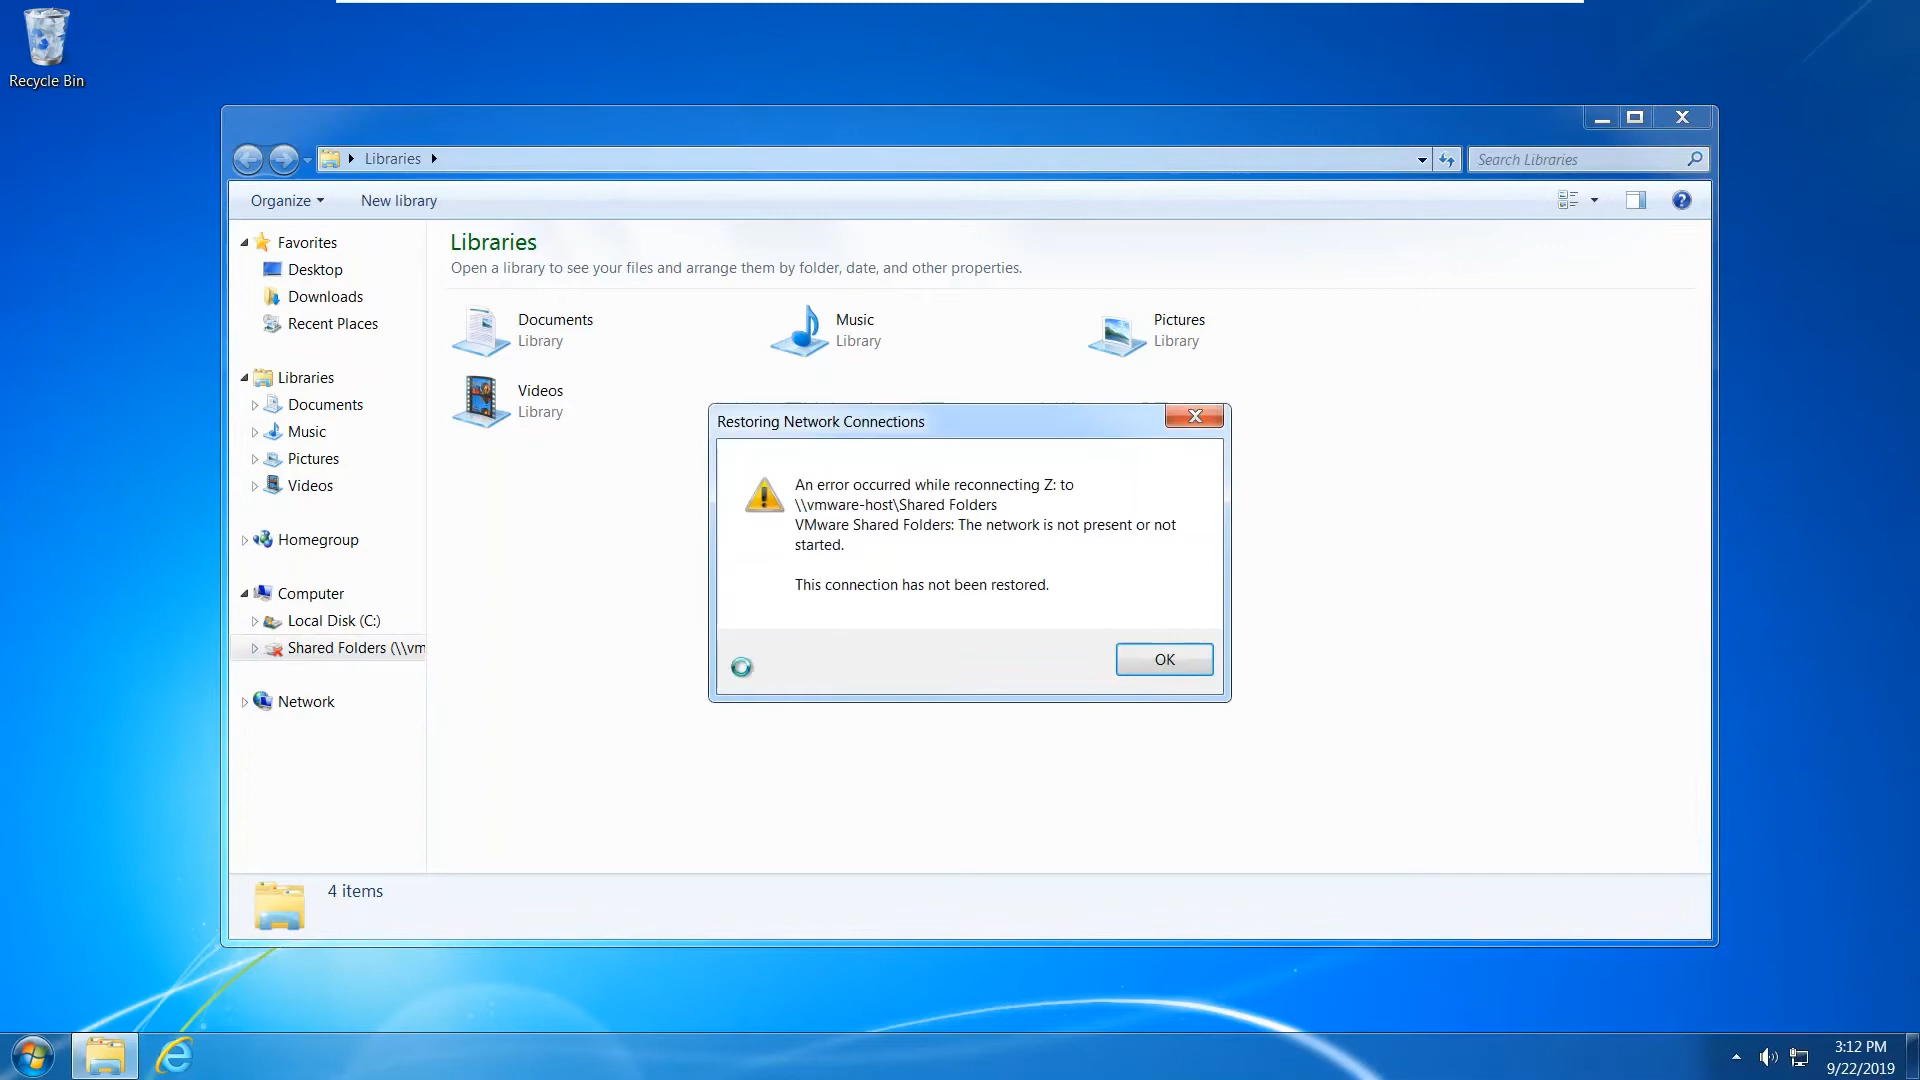 Recycle Bin
Libraries
Search Libraries
Organize
New library
Favorites
Desktop
Downloads
Recent Places
Libraries
Documents
Music
Pictures
Videos
Homegroup
Computer
Local Disk (C:)
Shared Folders (\\vm
Network
Libraries
Open a library to see your files and arrange them by folder, date, and other properties.
Documents
Library
Music
Library
Pictures
Library
Videos
Library
Restoring Network Connections
An error occurred while reconnecting Z: to
\\vmware-host\Shared Folders
VMware Shared Folders: The network is not present or not
started.
This connection has not been restored.
OK
4 items
3:12 PM
9/22/2019